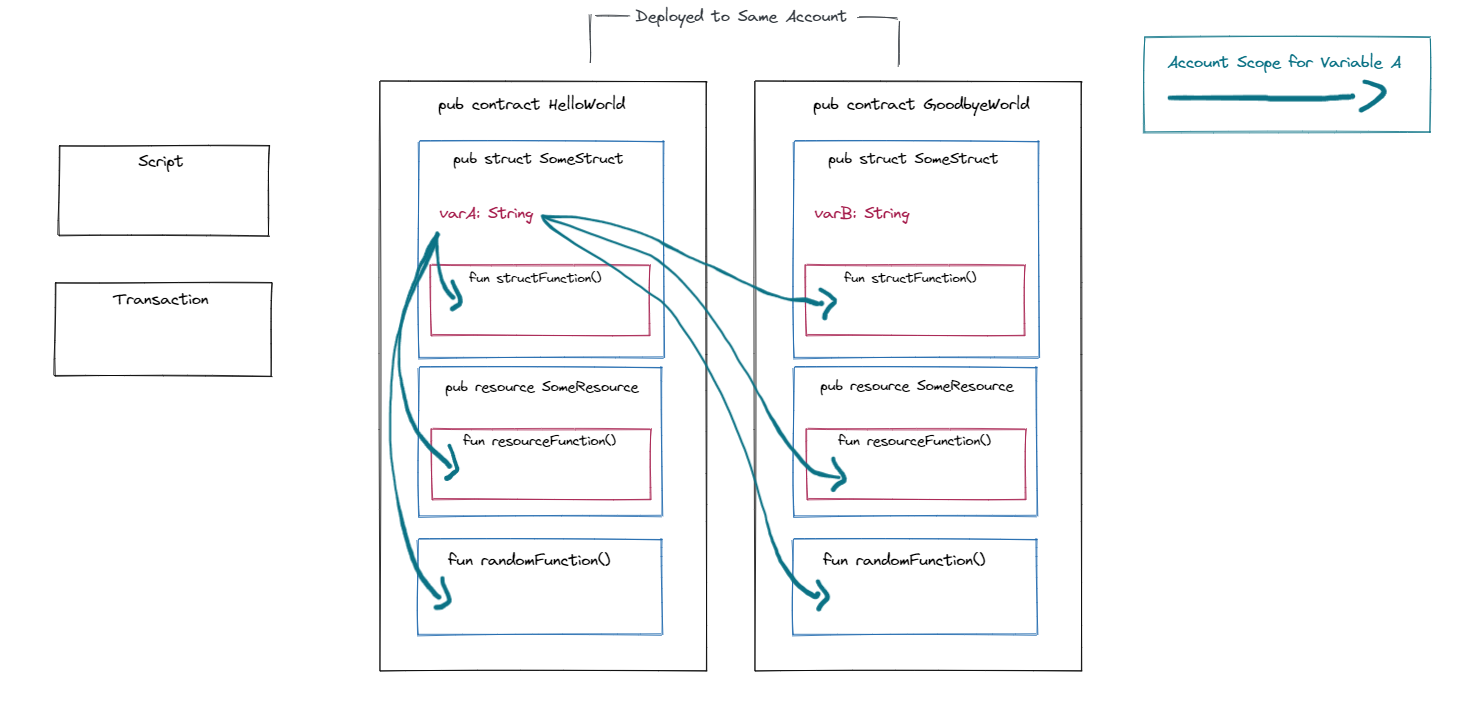 Deployed to Same Account
Account Scope for Variable A
Script
Transaction
pub contract HelloWorld
pub struct SomeStruct
varA: String
fun structFunction()
pub resource SomeResource
fun resourceFunction()
fun randomFunction()
pub contract GoodbyeWorld
pub struct SomeStruct
varB: String
fun structFunction()
pub resource SomeResource
fun resourceFunction()
fun randomFunction()